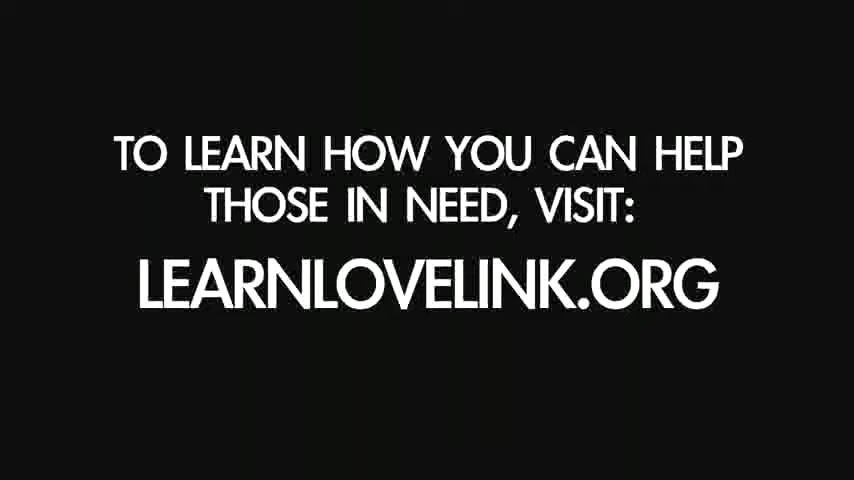 TO LEARN HOW YOU CAN HELP
THOSE IN NEED, VISIT:
LEARNLOVELINK.ORG